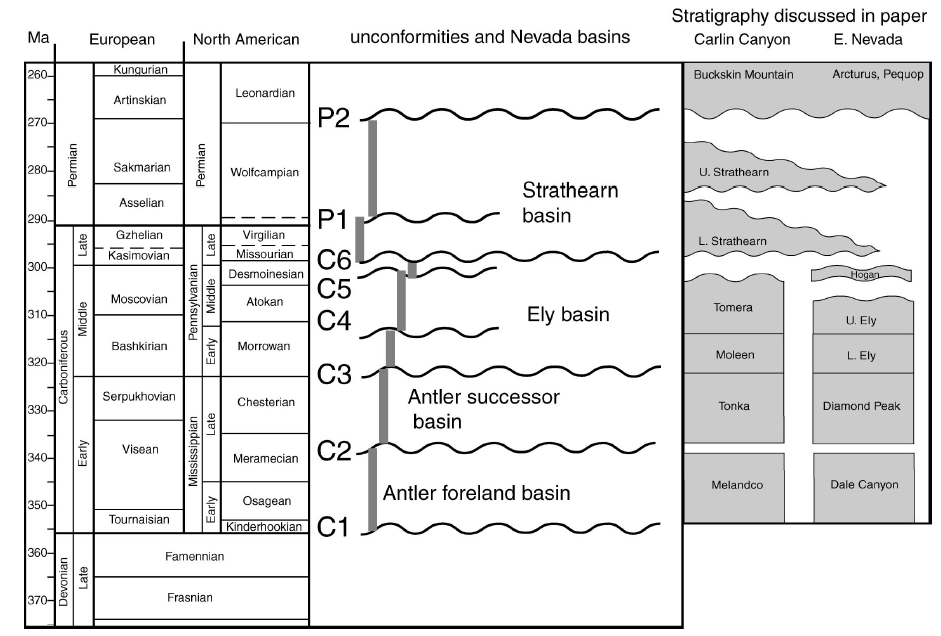 Stratigraphy discussed in paper
Ma European North American unconformities and Nevada basins Carlin Canyon E. Nevada
260 Kungurian Buckskin Mountain Arcturus, Pequop
Artinskian Leonardian
270 P2
280 Permian Sakmarian Permian Wolfcampian U. Strathearn
Strathearn
basin
Asselian
290 P1
Late Gzhelian Late Virgilian L. Strathearn
Kasimovian Missourian C6
300 Desmoinesian Hogan
C5
Carboniferous Middle Moscovian Pennsylvanian Middle Atokan Ely basin Tomera
310 C4 U. Ely
Bashkirian Early Morrowan Moleen L. Ely
320 C3
Serpukhovian Chesterian Antler successor
basin Tonka Diamond Peak
330 Late
340 Early Visean Mississippian Meramecian C2
Osagean Antler foreland basin Melandco Dale Canyon
350 Early
Tournaisian Kinderhookian C1
360 Devonian Late Famennian
370 Frasnian